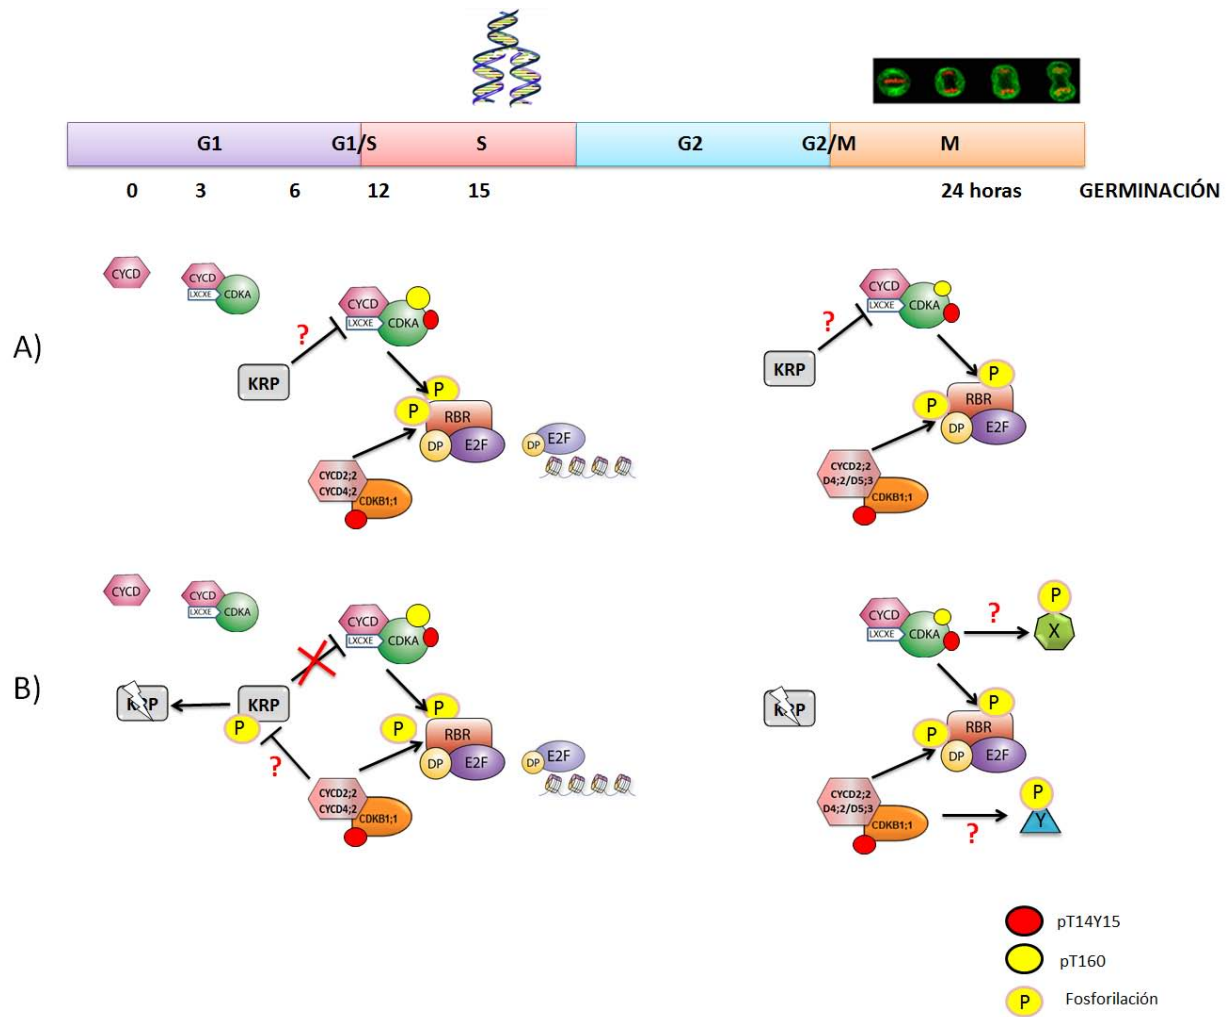 G1 G1/S S G2 G2/M M
0 3 6 12 15 24 horas GERMINACIÓN
A)
CYCD
CYCD
LXCXE
CDKA
CYCD
LXCXE
CDKA
?
KRP
P
P
RBR
DP
E2F
DP
E2F
CYCD2;2
CYCD4;2
CDKB1;1
CYCD
LXCXE
CDKA
?
KRP
P
P
RBR
DP
E2F
CYCD2;2
D4;2/D5;3
CDKB1;1
B)
CYCD
CYCD
LXCXE
CDKA
CYCD
LXCXE
CDKA
KRP
KRP
P
?
P
P
RBR
DP
E2F
DP
E2F
CYCD2;2
CYCD4;2
CDKB1;1
CYCD
LXCXE
CDKA
?
P
X
KRP
P
P
RBR
DP
E2F
CYCD2;2
D4;2/D5;3
CDKB1;1
?
P
Y
pT14Y15
pT160
P Fosforilación